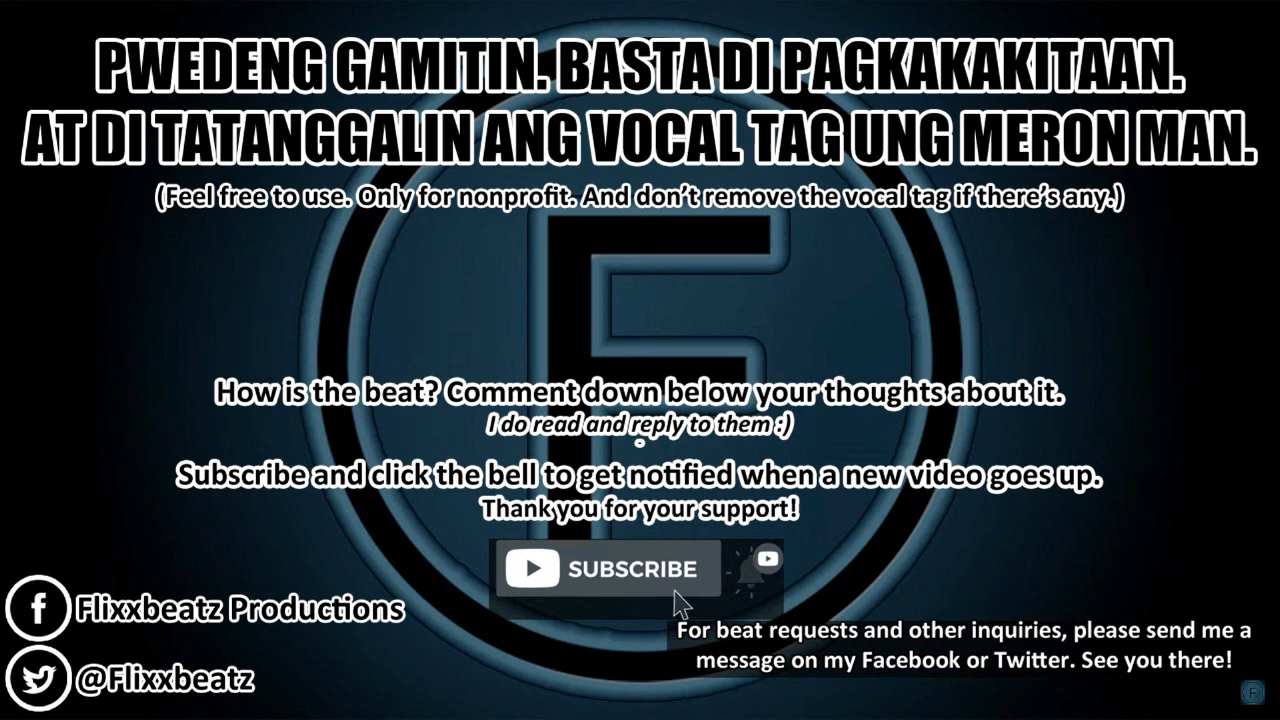 PWEDENG GAMITIN. BASTA DI PAGKAKAKITAAN.
AT DI TATANGGALIN ANG VOCAL TAG UNG MERON MAN.
(Feel free to use. Only for nonprofit. And don't remove the vocal tag if there's any.)
F
How is the beat? Comment down below your thoughts about it.
I do read and reply to them :)
-
Subscribe and click the bell to get notified when a new video goes up.
Thank you for your support!
SUBSCRIBE
Flixxbeatz Productions
@Flixxbeatz
For beat requests and other inquiries, please send me a
message on my Facebook or Twitter. See you there!
F